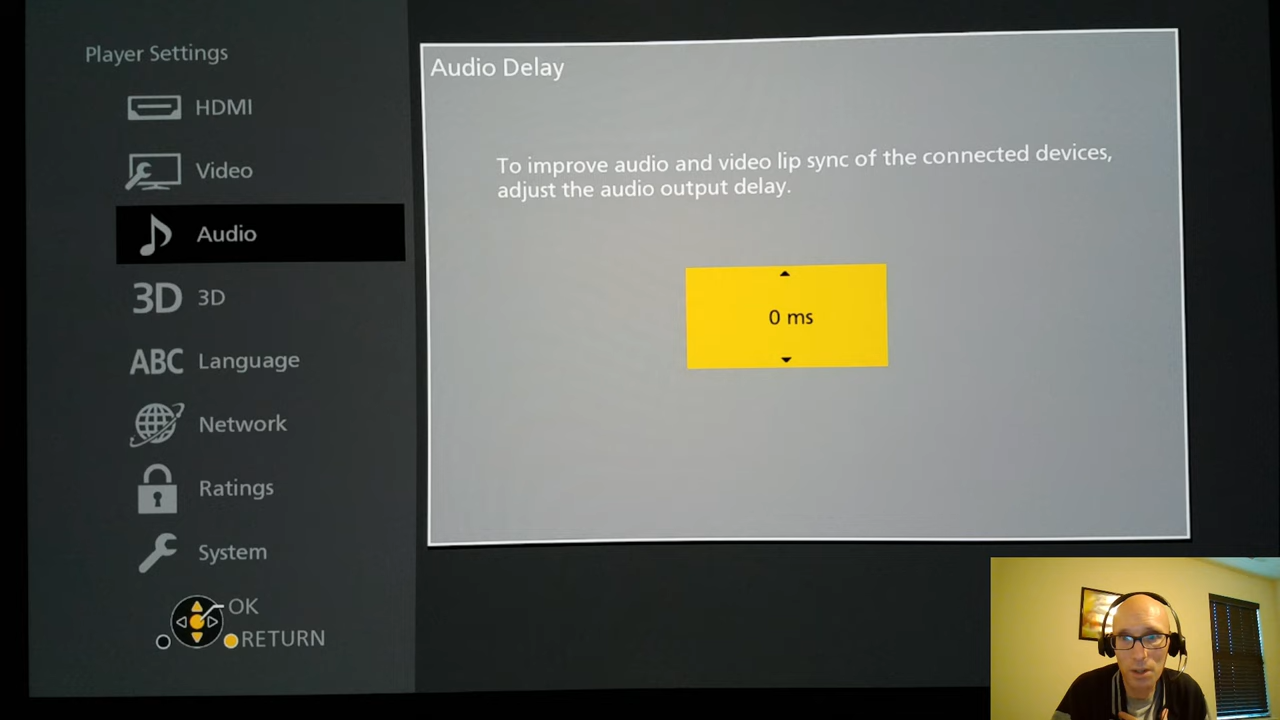 Player Settings
HDMI
Video
Audio
3D 3D
ABC Language
Network
Ratings
System
OK
RETURN
Audio Delay
To improve audio and video lip sync of the connected devices,
adjust the audio output delay.
0 ms